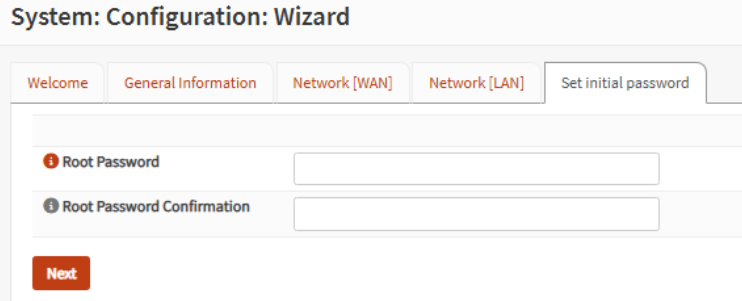 System: Configuration: Wizard
Welcome General Information Network [WAN] Network [LAN] Set initial password
Root Password
Root Password Confirmation
Next